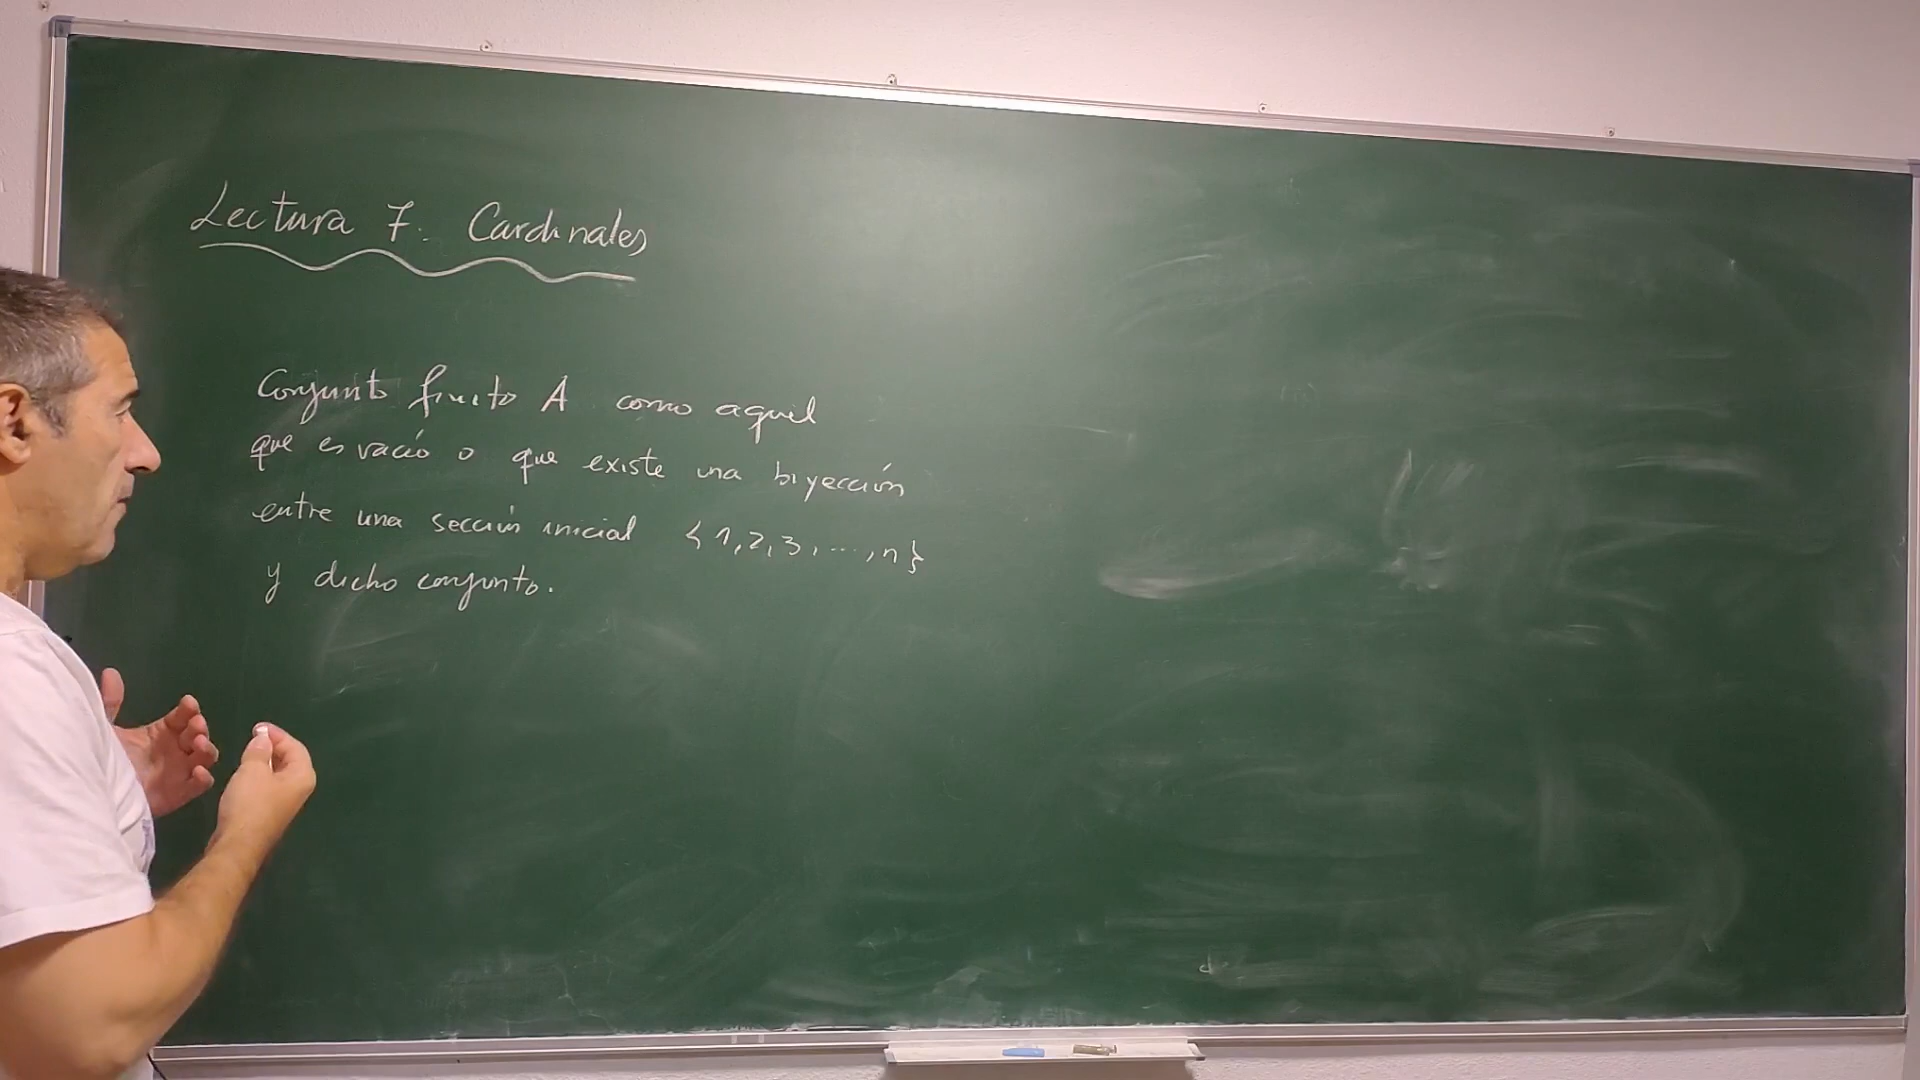 Lectura 7. Cardinales
Conjunto finito A como aquel
que es vacío o que existe una biyección
entre una sección inicial {1,2,3,...,n}
y dicho conjunto.